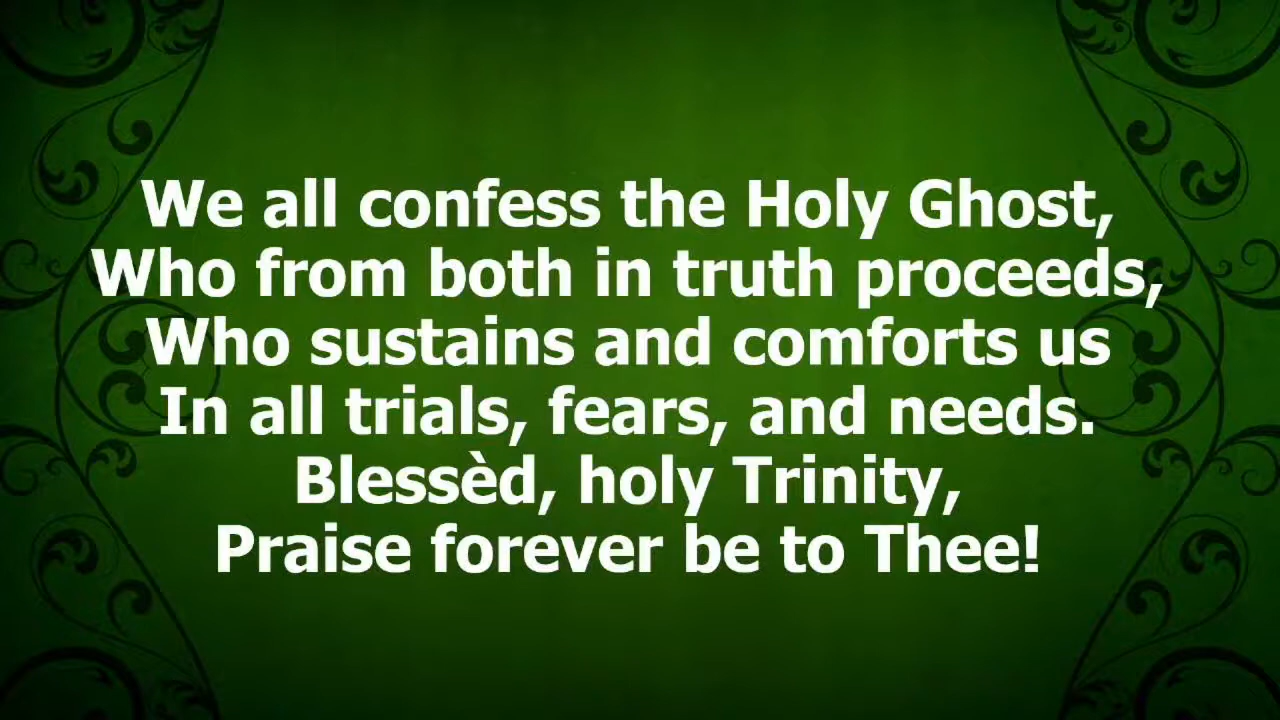 We all confess the Holy Ghost,
Who from both in truth proceeds,
Who sustains and comforts us
In all trials, fears, and needs.
Blessèd, holy Trinity,
Praise forever be to Thee!